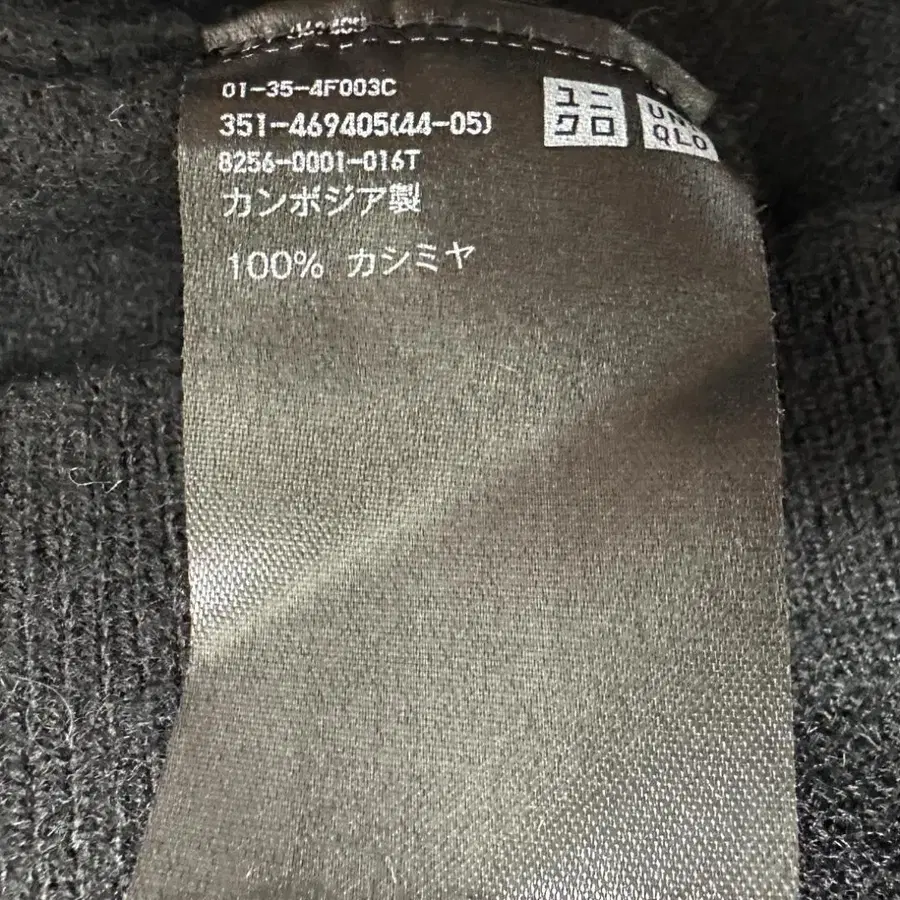 01-35-4F003C
351-469405(44-05)
8256-0001-016T
カンボジア製
100% カシミヤ
ユニ
クロ
UN
QLO